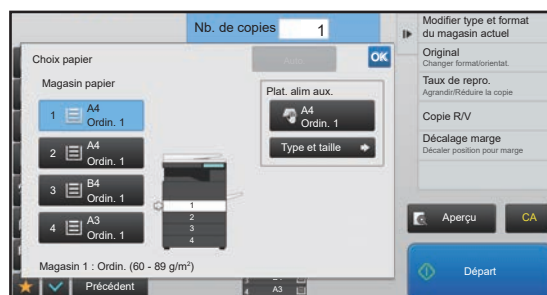 Nb. de copies 1
Choix papier
Auto
OK
Magasin papier
1 A4
Ordin. 1
2 A4
Ordin. 1
3 B4
Ordin. 1
4 A3
Ordin. 1
1
2
3
4
Plat. alim aux.
A4
Ordin. 1
Type et taille
Magasin 1 : Ordin. (60 - 89 g/m²)
Modifier type et format
du magasin actuel
Original
Changer format/orientat.
Taux de repro.
Agrandir/Réduire la copie
Copie R/V
Décalage marge
Décaler position pour marge
Aperçu
CA
Départ
Précédent
4 A3